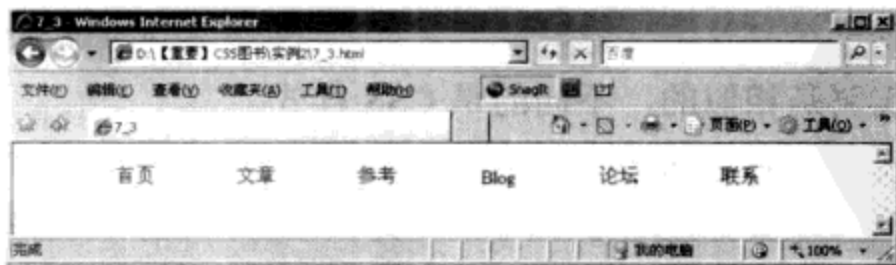 7_3 - Windows Internet Explorer
D:\【重要】CSS图书\实例2\7_3.html 百度
文件(F) 编辑(E) 查看(V) 收藏夹(A) 工具(T) 帮助(H) SnagIt
7_3 页面(P) 工具(O)
首页 文章 参考 Blog 论坛 联系
完成 我的电脑 100%